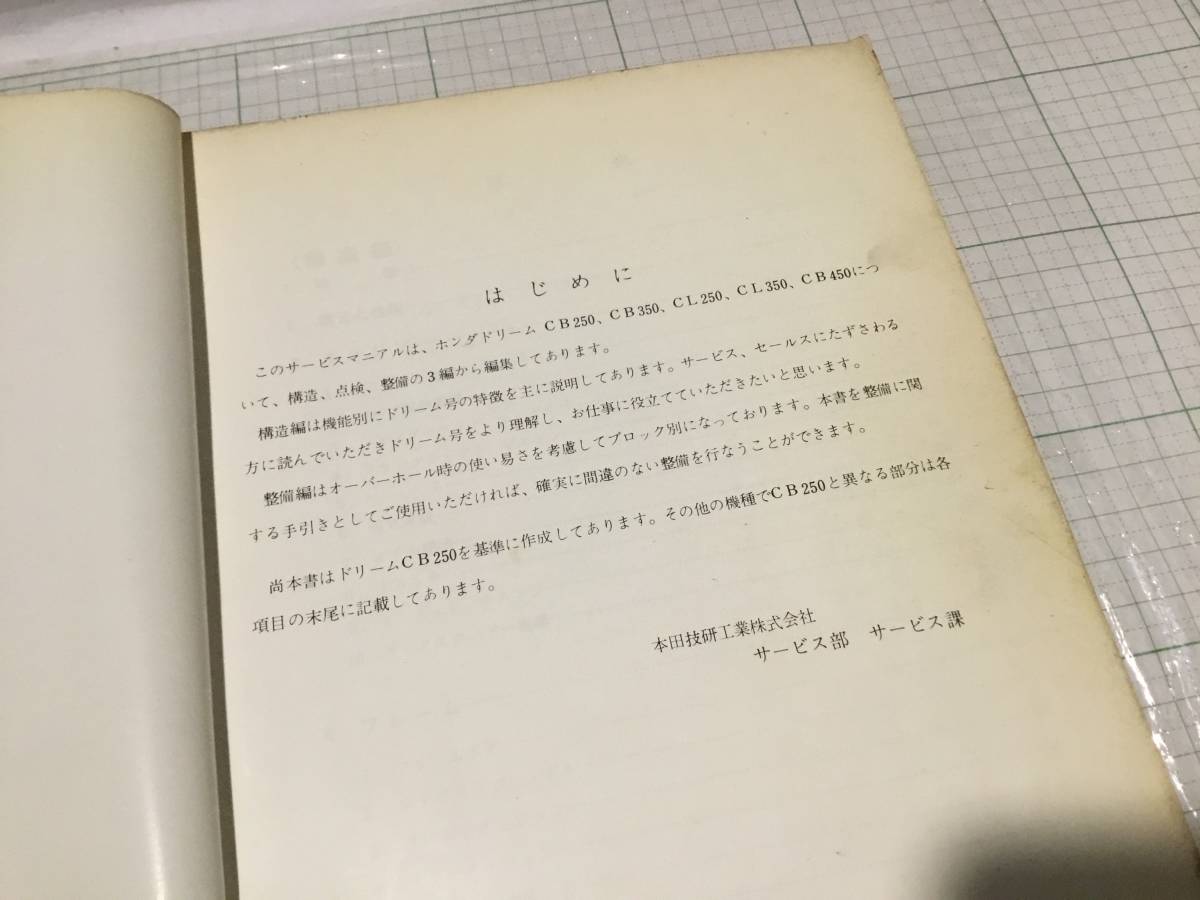 はじめに
このサービスマニアルは、ホンダドリーム CB250、CB350、CL250、CL350、CB450につ
いて、構造、点検、整備の3編から編集してあります。
構造編は機能別にドリーム号の特徴を主に説明してあります。サービス、セールスにたずさわる
方に読んでいただきドリーム号をより理解し、お仕事に役立てていただきたいと思います。
整備編はオーバーホール時の使い易さを考慮してブロック別になっております。本書を整備に関
する手引きとしてご使用いただければ、確実に間違のない整備を行なうことができます。
尚本書はドリームCB250を基準に作成してあります。その他の機種でCB250と異なる部分は各
項目の末尾に記載してあります。
本田技研工業株式会社
サービス部 サービス課